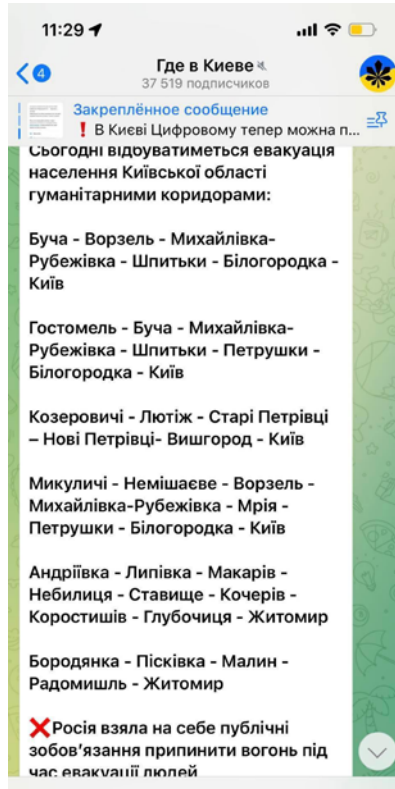 11:29
4
Где в Киеве
37 519 подписчиков
Закреплённое сообщение
❗ В Києві Цифровому тепер можна п...
Сьогодні відбуватиметься евакуація
населення Київської області
гуманітарними коридорами:
Буча - Ворзель - Михайлівка-
Рубежівка - Шпитьки - Білогородка -
Київ
Гостомель - Буча - Михайлівка-
Рубежівка - Шпитьки - Петрушки -
Білогородка - Київ
Козеровичі - Лютіж - Старі Петрівці
– Нові Петрівці- Вишгород - Київ
Микуличі - Немішаєве - Ворзель -
Михайлівка-Рубежівка - Мрія -
Петрушки - Білогородка - Київ
Андріївка - Липівка - Макарів -
Небилиця - Ставище - Кочерів -
Коростишів - Глубочиця - Житомир
Бородянка - Пісківка - Малин -
Радомишль - Житомир
❌Росія взяла на себе публічні
зобов’язання припинити вогонь під
час евакуації людей